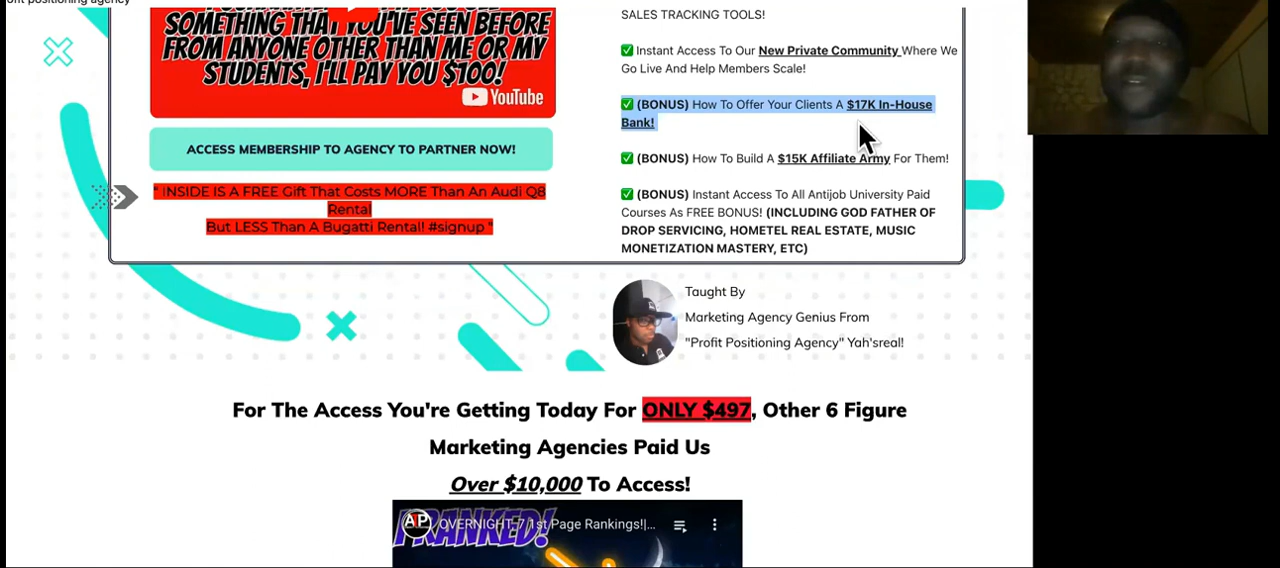 ofit positioning agency
SOMETHING THAT YOU'VE SEEN BEFORE
FROM ANYONE OTHER THAN ME OR MY
STUDENTS, I'LL PAY YOU $100!
YouTube
ACCESS MEMBERSHIP TO AGENCY TO PARTNER NOW!
" INSIDE IS A FREE Gift That Costs MORE Than An Audi Q8
Rental
But LESS Than A Bugatti Rental! #signup "
SALES TRACKING TOOLS!
✅ Instant Access To Our New Private Community Where We
Go Live And Help Members Scale!
✅ (BONUS) How To Offer Your Clients A $17K In-House
Bank!
✅ (BONUS) How To Build A $15K Affiliate Army For Them!
✅ (BONUS) Instant Access To All Antijob University Paid
Courses As FREE BONUS! (INCLUDING GOD FATHER OF
DROP SERVICING, HOMETEL REAL ESTATE, MUSIC
MONETIZATION MASTERY, ETC)
Taught By
Marketing Agency Genius From
"Profit Positioning Agency" Yah'sreal!
For The Access You're Getting Today For ONLY $497, Other 6 Figure
Marketing Agencies Paid Us
Over $10,000 To Access!
AP
OVERNIGHT, 7 1st Page Rankings!|...
RANKED!